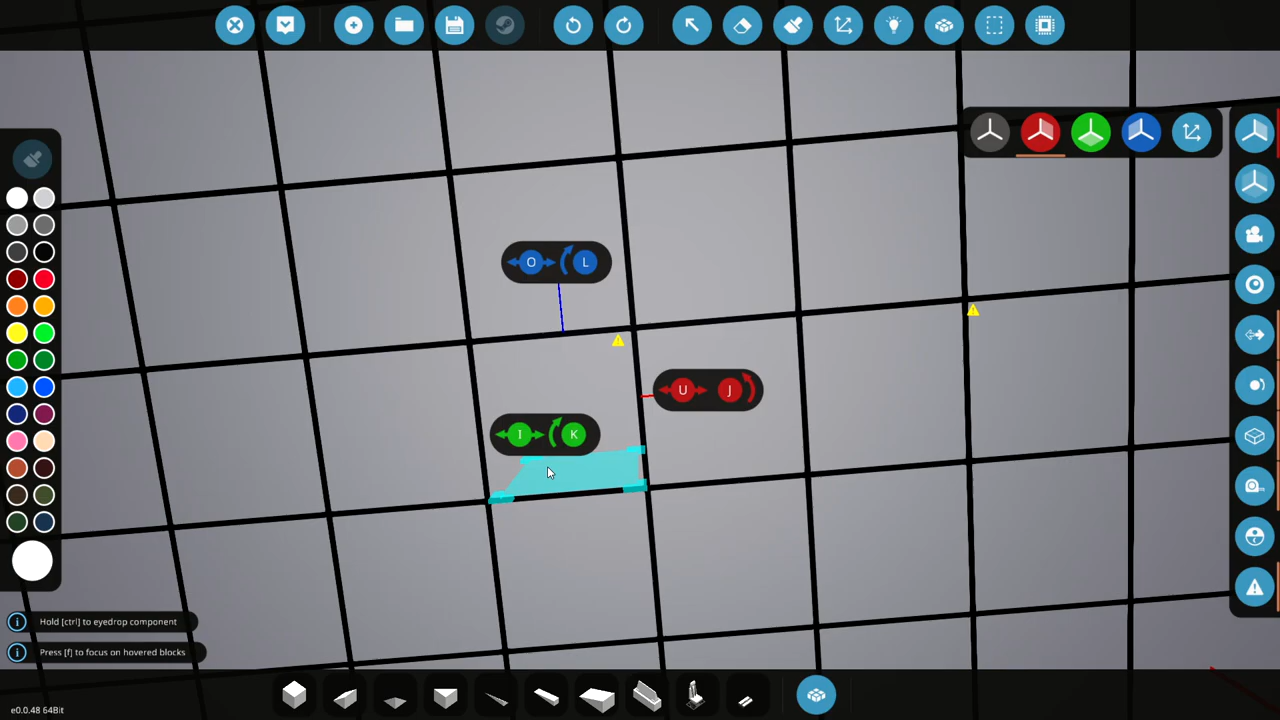 O L
U J
I K
Hold [ctrl] to eyedrop component
Press [f] to focus on hovered blocks
e0.0.48 64Bit